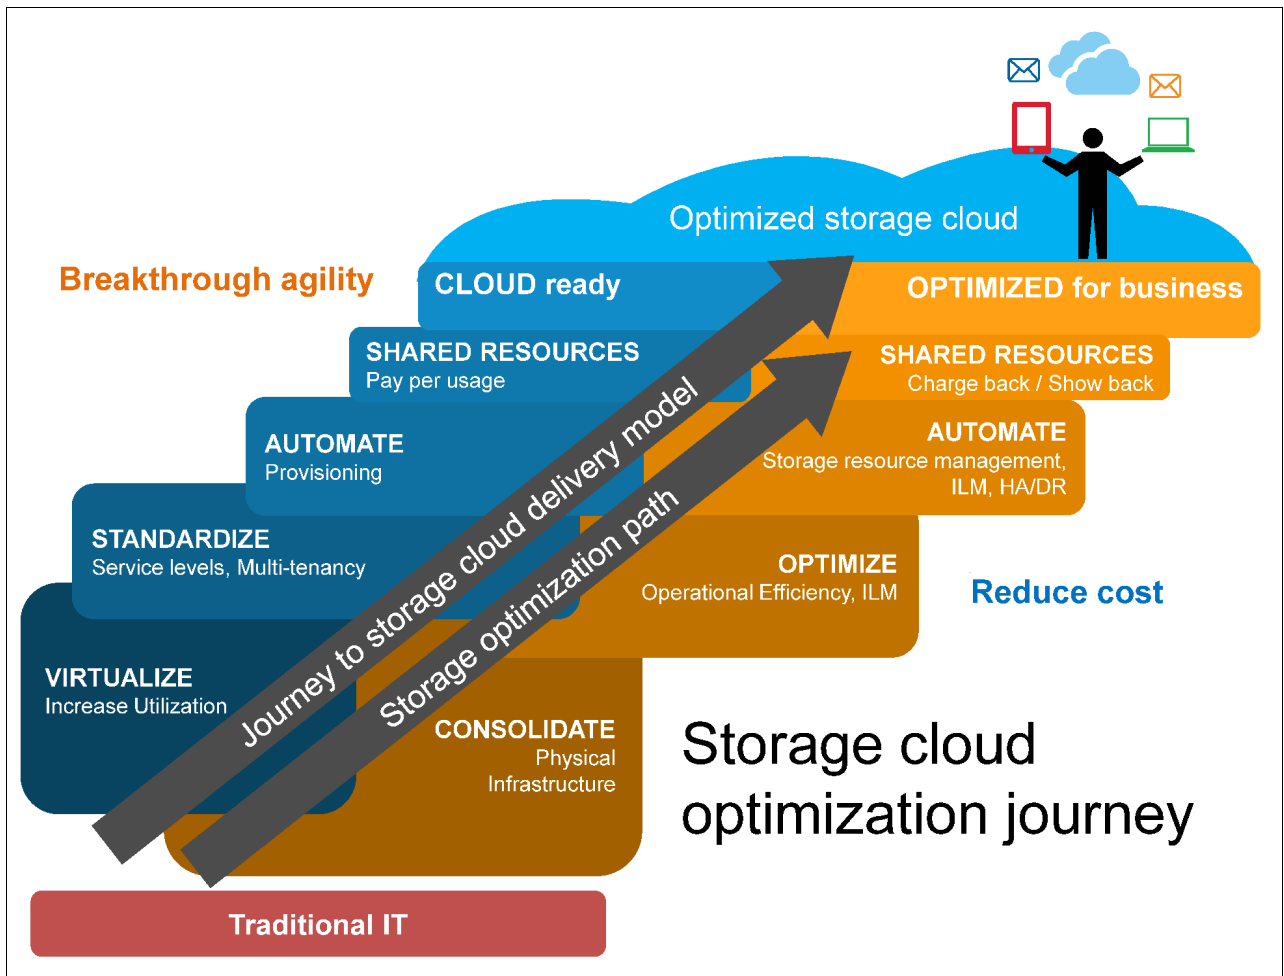 Optimized storage cloud
Breakthrough agility
CLOUD ready
OPTIMIZED for business
SHARED RESOURCES
Pay per usage
SHARED RESOURCES
Charge back / Show back
AUTOMATE
Provisioning
AUTOMATE
Storage resource management,
ILM, HA/DR
STANDARDIZE
Service levels, Multi-tenancy
OPTIMIZE
Operational Efficiency, ILM
Reduce cost
VIRTUALIZE
Increase Utilization
CONSOLIDATE
Physical
Infrastructure
Journey to storage cloud delivery model
Storage optimization path
Storage cloud
optimization journey
Traditional IT